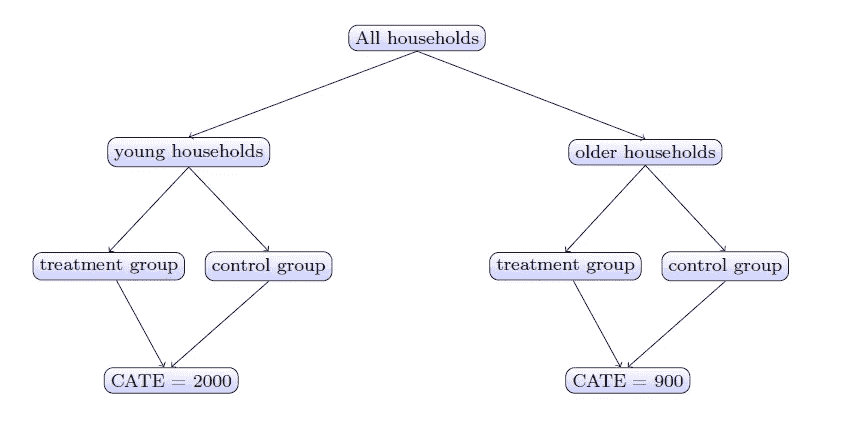 All households
young households
older households
treatment group
control group
treatment group
control group
CATE = 2000
CATE = 900